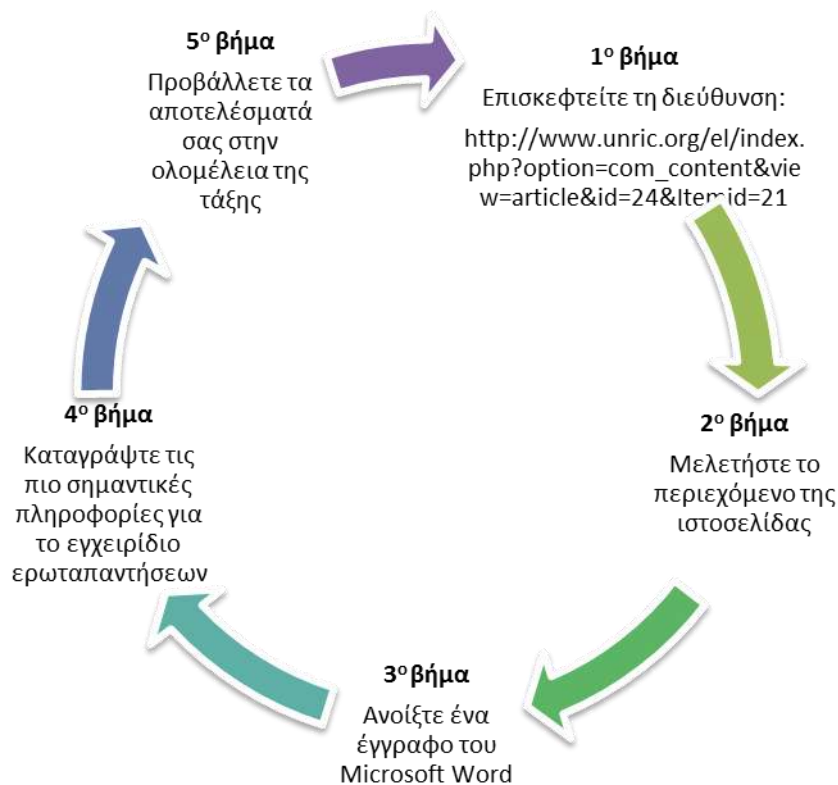 1ο βήμα
Επισκεφτείτε τη διεύθυνση:
http://www.unric.org/el/index.
php?option=com_content&vie
w=article&id=24&Itemid=21
2ο βήμα
Μελετήστε το
περιεχόμενο της
ιστοσελίδας
3ο βήμα
Ανοίξτε ένα
έγγραφο του
Microsoft Word
4ο βήμα
Καταγράψτε τις
πιο σημαντικές
πληροφορίες για
το εγχειρίδιο
ερωταπαντήσεων
5ο βήμα
Προβάλλετε τα
αποτελέσματά
σας στην
ολομέλεια της
τάξης